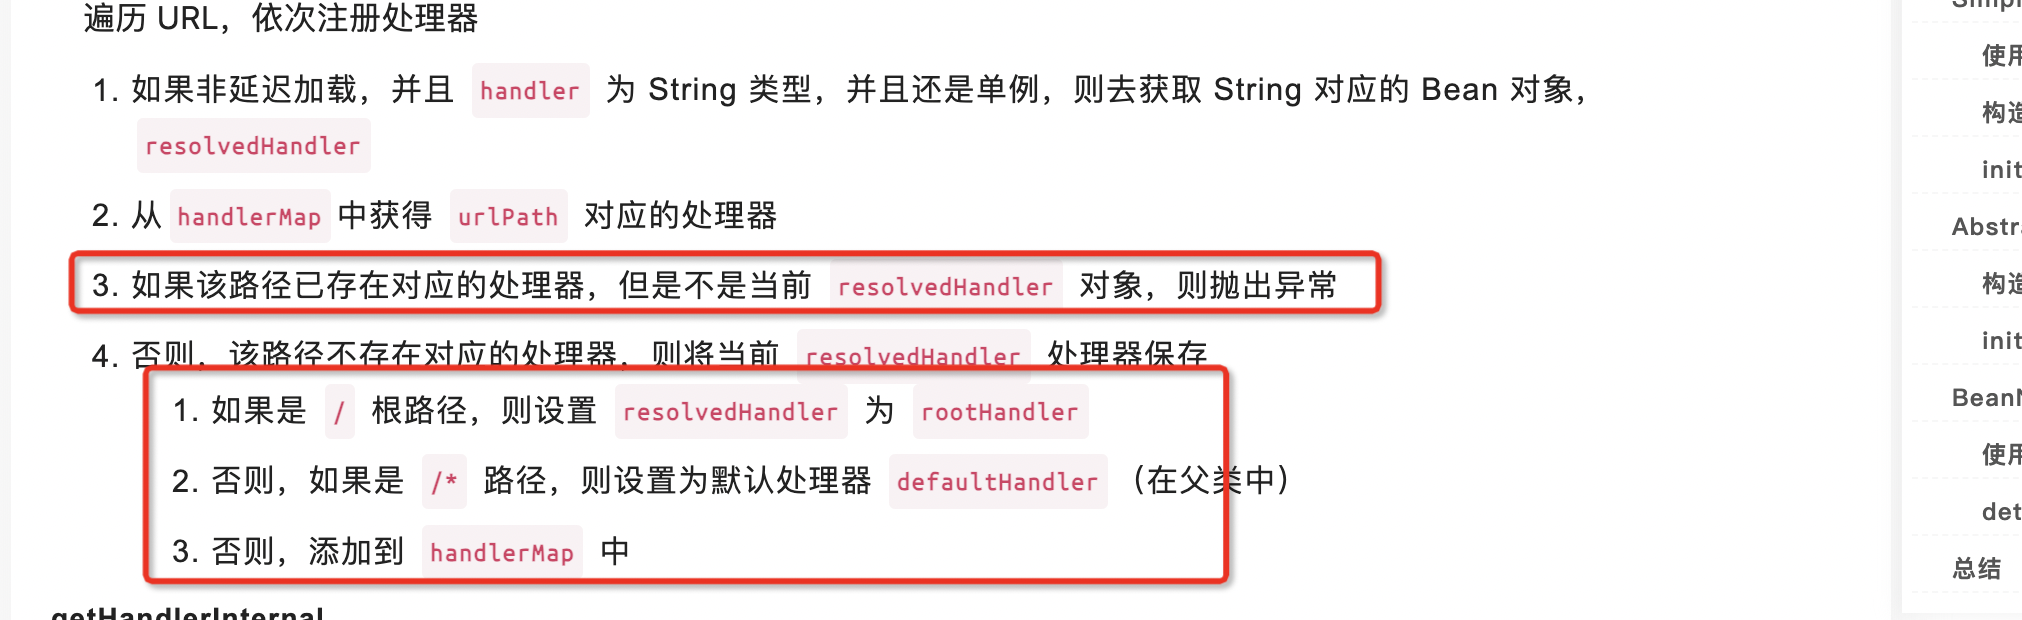 遍历 URL，依次注册处理器
1. 如果非延迟加载，并且 handler 为 String 类型，并且还是单例，则去获取 String 对应的 Bean 对象，
resolvedHandler
2. 从 handlerMap 中获得 urlPath 对应的处理器
3. 如果该路径已存在对应的处理器，但是不是当前 resolvedHandler 对象，则抛出异常
4. 否则，该路径不存在对应的处理器，则将当前 resolvedHandler 处理器保存
1. 如果是 / 根路径，则设置 resolvedHandler 为 rootHandler
2. 否则，如果是 /* 路径，则设置为默认处理器 defaultHandler （在父类中）
3. 否则，添加到 handlerMap 中
getHandlerInternal
使用
构造
init
Abstra
构造
init
BeanN
使用
det
总结